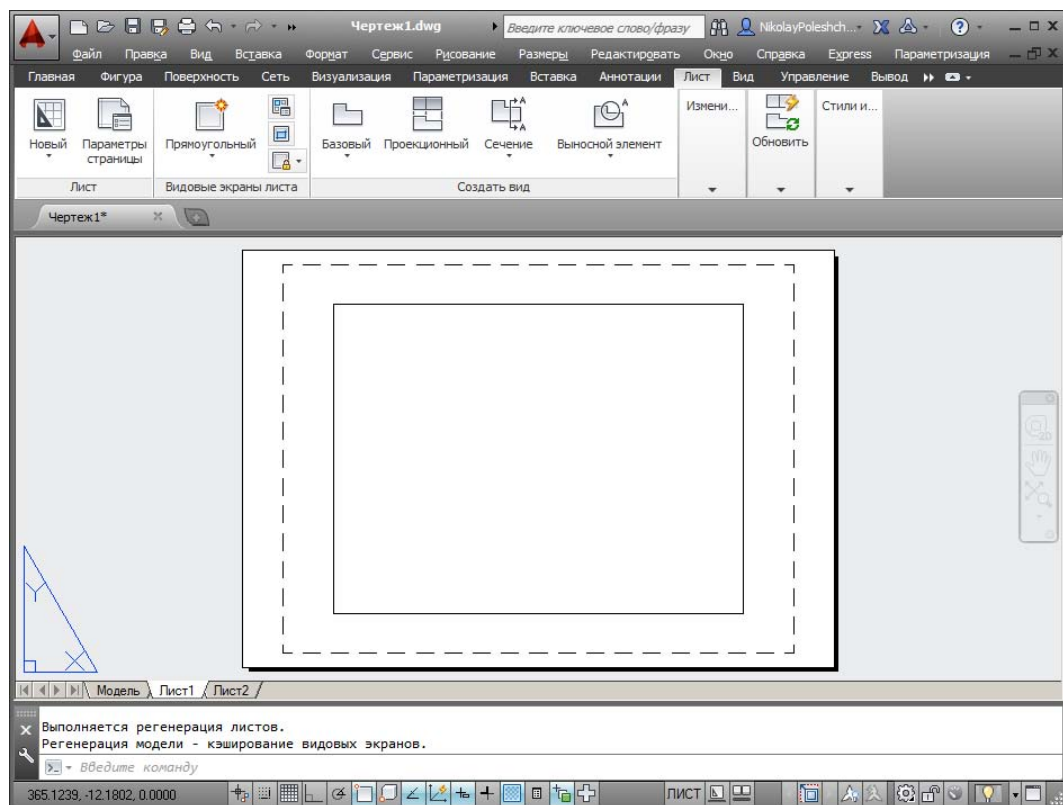 Чертеж1.dwg
Введите ключевое слово/фразу
NikolayPoleshch...
Файл Правка Вид Вставка Формат Сервис Рисование Размеры Редактировать Окно Справка Express Параметризация
Главная Фигура Поверхность Сеть Визуализация Параметризация Вставка Аннотации Лист Вид Управление Вывод
Новый
Параметры страницы
Прямоугольный
Базовый
Проекционный
Сечение
Выносной элемент
Измени...
Обновить
Стили и...
Лист
Видовые экраны листа
Создать вид
Чертеж1*
Y
X
2D
Модель Лист1 Лист2
Выполняется регенерация листов.
Регенерация модели - кэширование видовых экранов.
Введите команду
365.1239, -12.1802, 0.0000
ЛИСТ